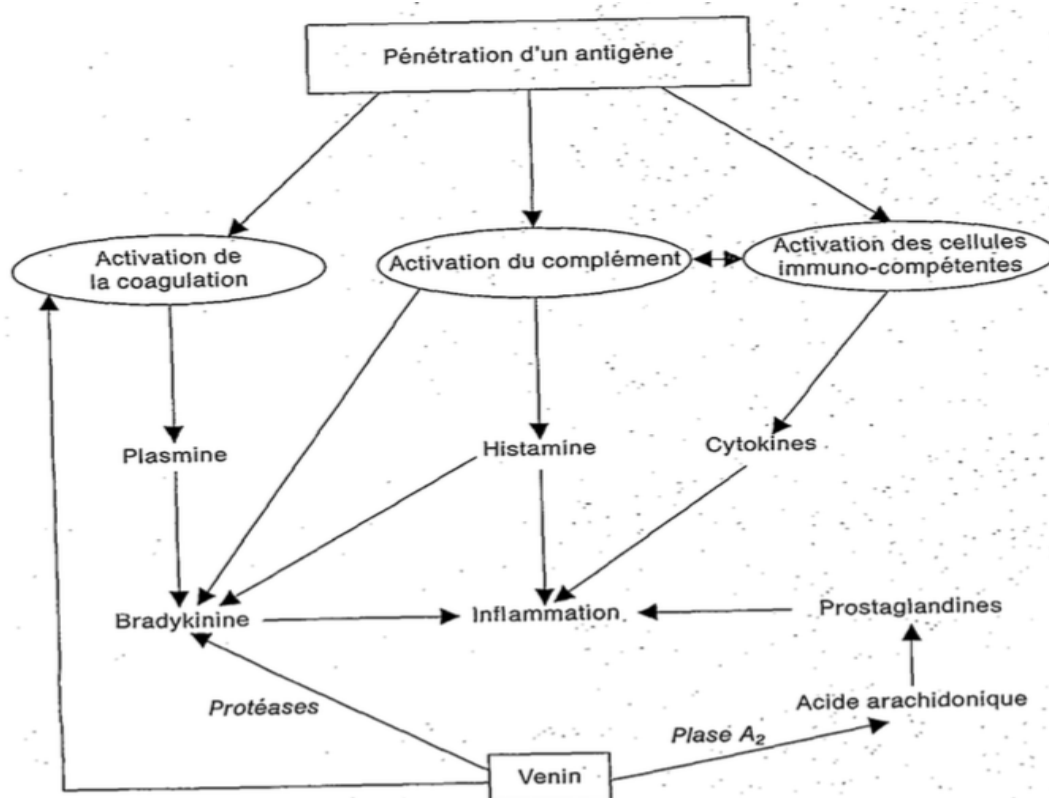 Pénétration d'un antigène
Activation de
la coagulation
Activation du complément
Activation des cellules
immuno-compétentes
Plasmine
Histamine
Cytokines
Bradykinine
Inflammation
Prostaglandines
Protéases
Acide arachidonique
Plase A₂
Venin